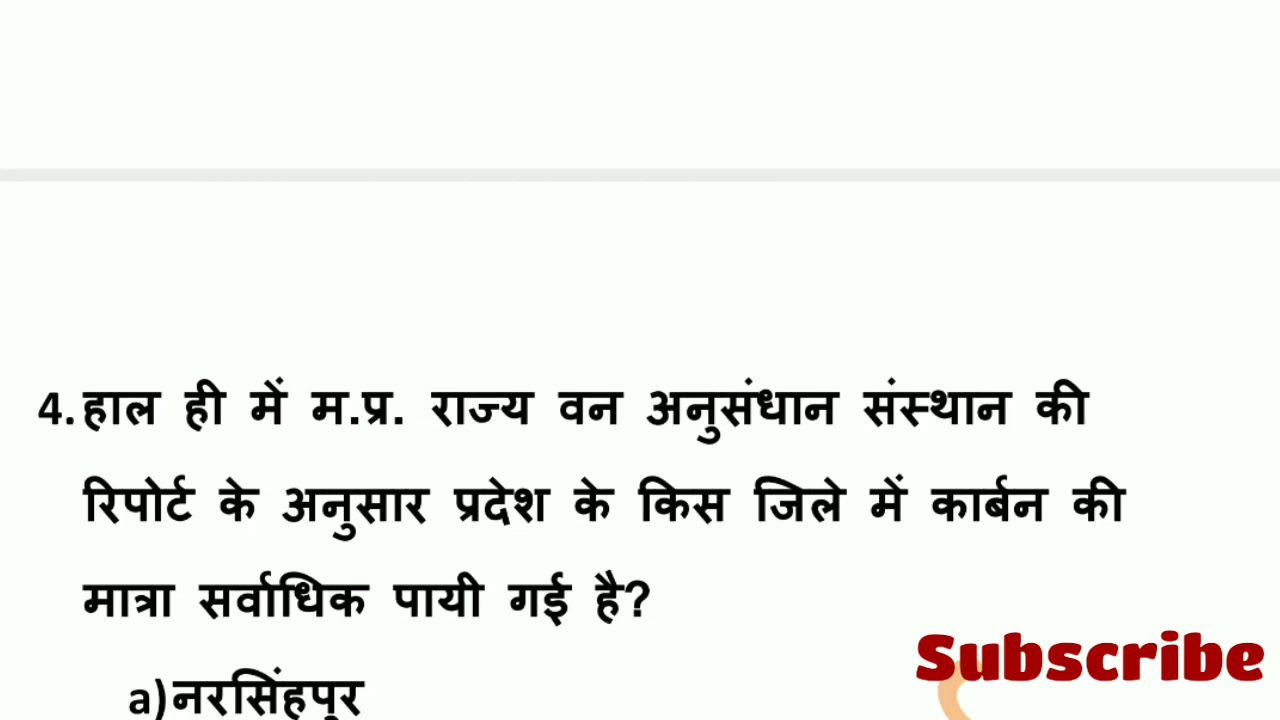 4. हाल ही में म.प्र. राज्य वन अनुसंधान संस्थान की
रिपोर्ट के अनुसार प्रदेश के किस जिले में कार्बन की
मात्रा सर्वाधिक पायी गई है?
a) नरसिंहपुर
Subscribe